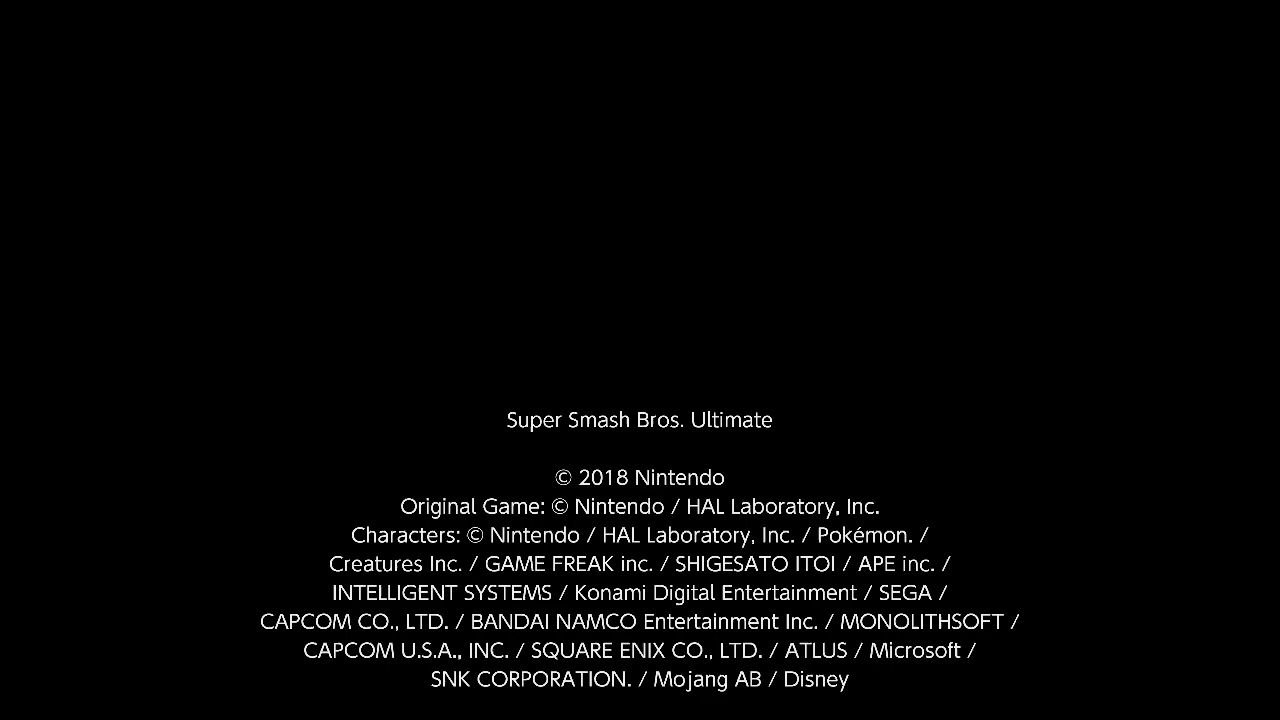 Super Smash Bros. Ultimate
© 2018 Nintendo
Original Game: © Nintendo / HAL Laboratory, Inc.
Characters: © Nintendo / HAL Laboratory, Inc. / Pokémon. /
Creatures Inc. / GAME FREAK inc. / SHIGESATO ITOI / APE inc. /
INTELLIGENT SYSTEMS / Konami Digital Entertainment / SEGA /
CAPCOM CO., LTD. / BANDAI NAMCO Entertainment Inc. / MONOLITHSOFT /
CAPCOM U.S.A., INC. / SQUARE ENIX CO., LTD. / ATLUS / Microsoft /
SNK CORPORATION. / Mojang AB / Disney